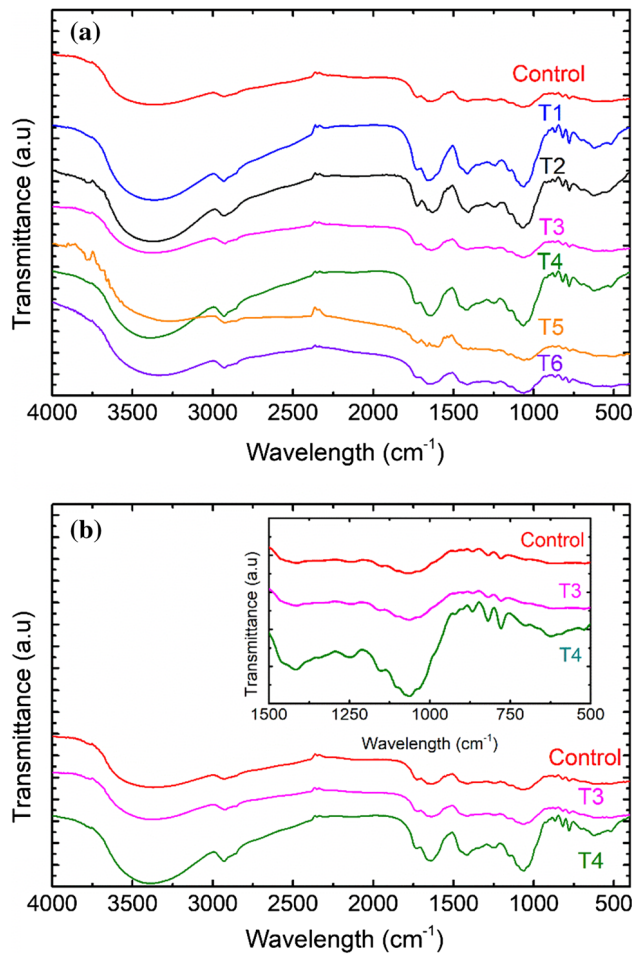 (a)
Control
T1
T2
T3
T4
T5
T6
Transmittance (a.u)
4000 3500 3000 2500 2000 1500 1000 500
Wavelength (cm-1)
(b)
Control
T3
T4
Transmittance (a.u)
1500 1250 1000 750 500
Wavelength (cm-1)
Control
T3
T4
Transmittance (a.u)
4000 3500 3000 2500 2000 1500 1000 500
Wavelength (cm-1)